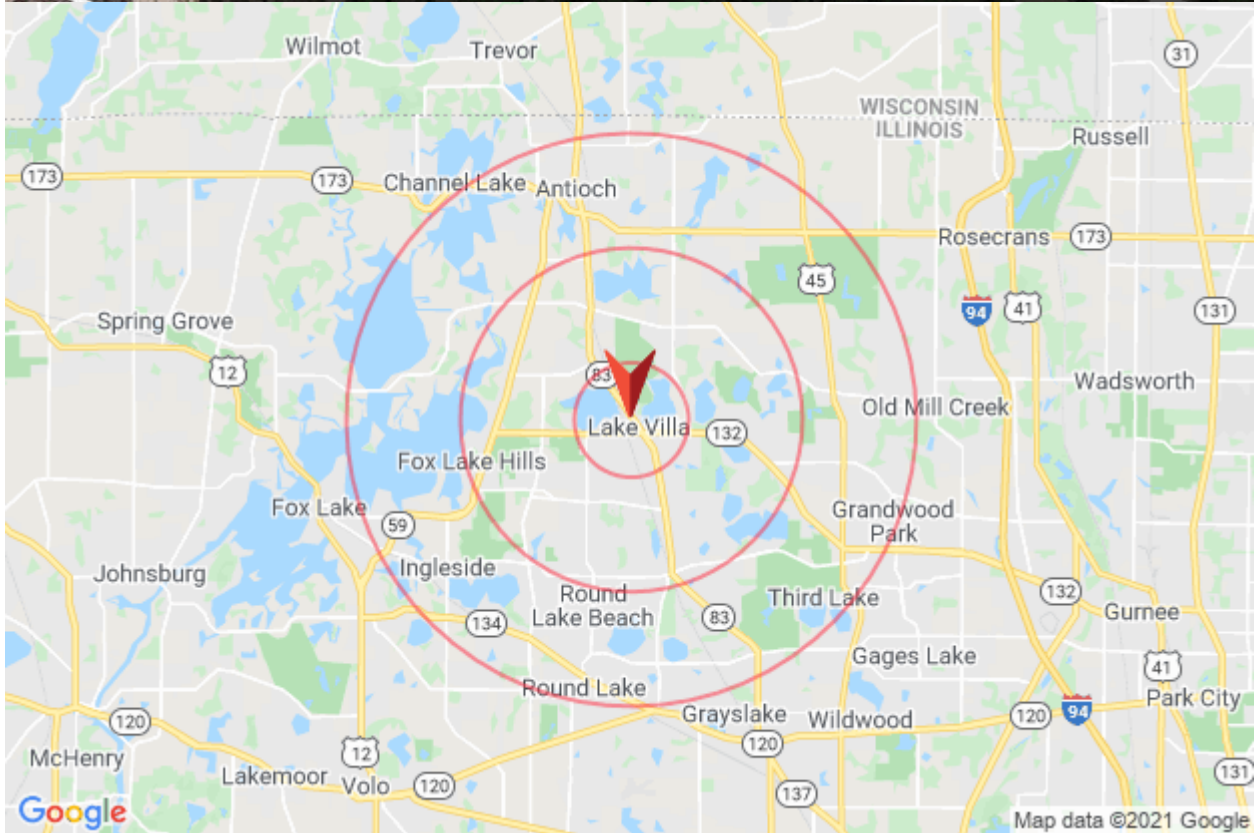 Wilmot
Trevor
31
WISCONSIN
ILLINOIS
Russell
173
173
Channel Lake
Antioch
Rosecrans
173
45
94
41
131
Spring Grove
12
83
Wadsworth
Old Mill Creek
Lake Villa
132
Fox Lake Hills
Fox Lake
59
Grandwood
Park
Johnsburg
Ingleside
Round
Lake Beach
Third Lake
132
Gurnee
134
83
Gages Lake
41
Round Lake
Park City
120
Grayslake
Wildwood
120
94
120
McHenry
12
Lakemoor
Volo
120
131
137
Google
Map data ©2021 Google